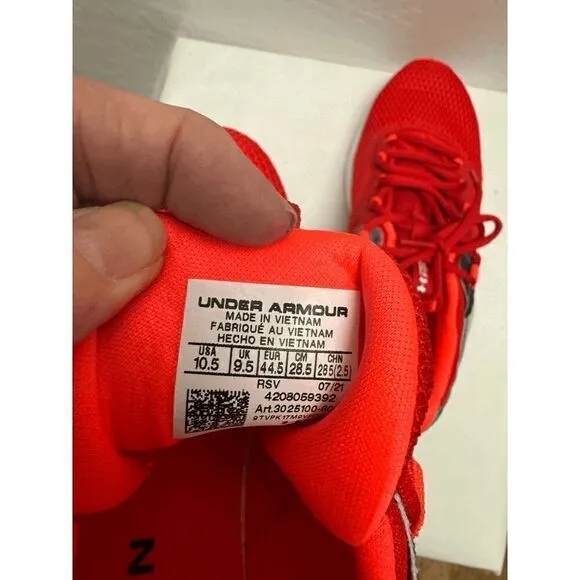 UNDER ARMOUR
MADE IN VIETNAM
FABRIQUÉ AU VIETNAM
HECHO EN VIETNAM
USA UK EUR CM CHN
10.5 9.5 44.5 28.5 285(2.5)
RSV 07/21
4208059392
Art.3025100-60
N